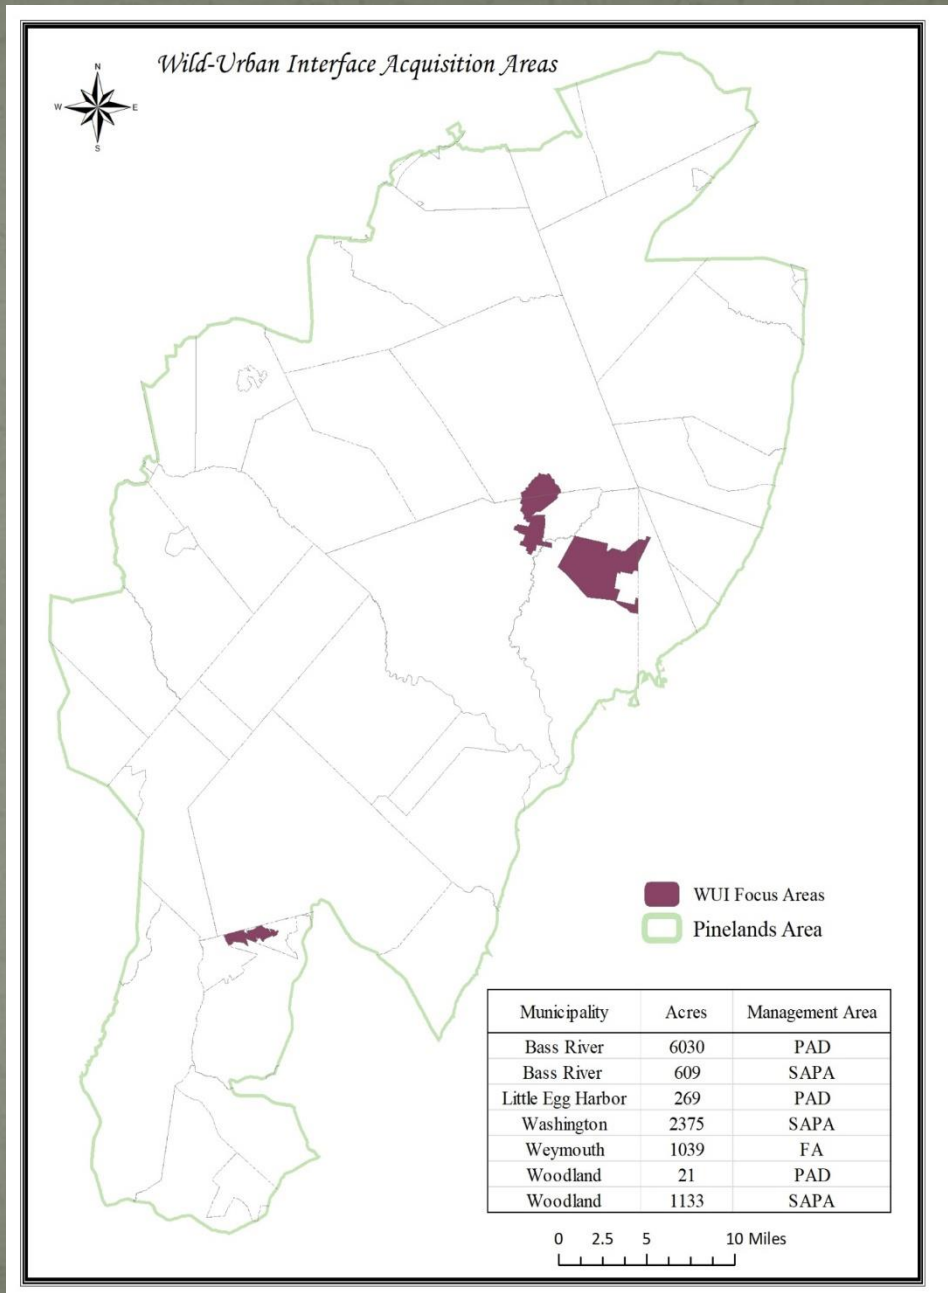 Wild-Urban Interface Acquisition Areas
N
W E
S
WUI Focus Areas
Pinelands Area
Municipality Acres Management Area
Bass River 6030 PAD
Bass River 609 SAPA
Little Egg Harbor 269 PAD
Washington 2375 SAPA
Weymouth 1039 FA
Woodland 21 PAD
Woodland 1133 SAPA
0 2.5 5 10 Miles